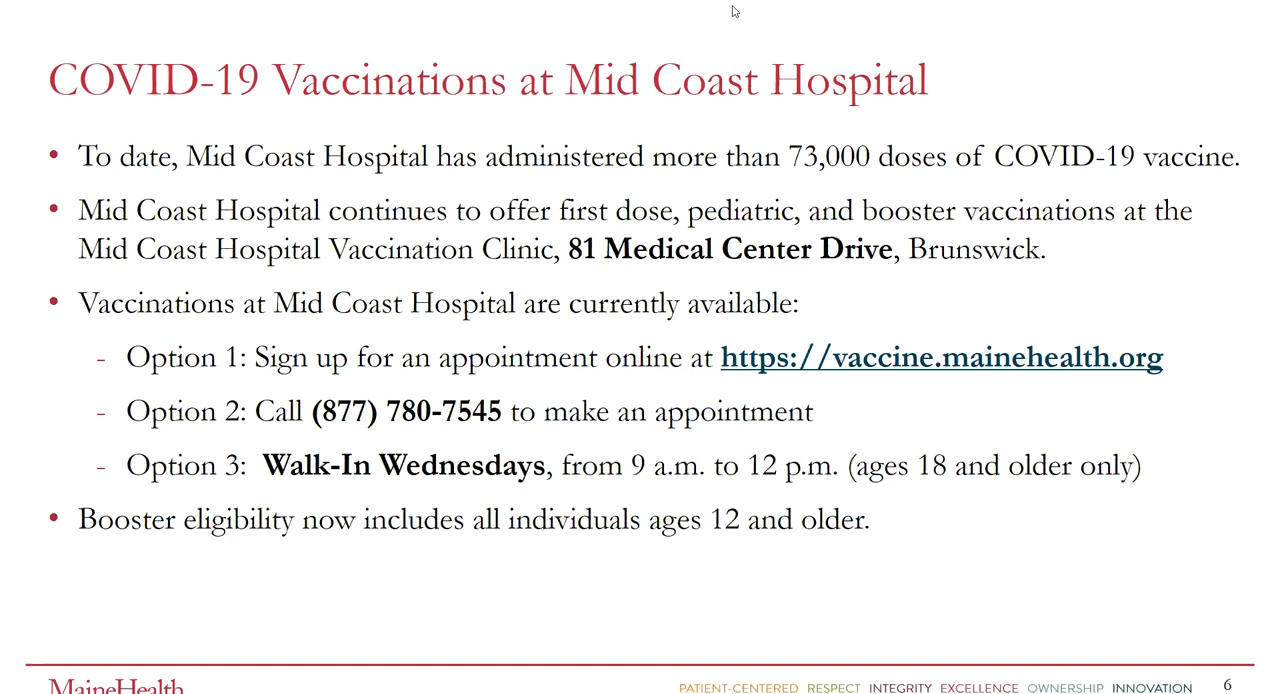 COVID-19 Vaccinations at Mid Coast Hospital
• To date, Mid Coast Hospital has administered more than 73,000 doses of COVID-19 vaccine.
• Mid Coast Hospital continues to offer first dose, pediatric, and booster vaccinations at the
Mid Coast Hospital Vaccination Clinic, 81 Medical Center Drive, Brunswick.
• Vaccinations at Mid Coast Hospital are currently available:
- Option 1: Sign up for an appointment online at https://vaccine.mainehealth.org
- Option 2: Call (877) 780-7545 to make an appointment
- Option 3: Walk-In Wednesdays, from 9 a.m. to 12 p.m. (ages 18 and older only)
• Booster eligibility now includes all individuals ages 12 and older.
MaineHealth
PATIENT-CENTERED RESPECT INTEGRITY EXCELLENCE OWNERSHIP INNOVATION 6